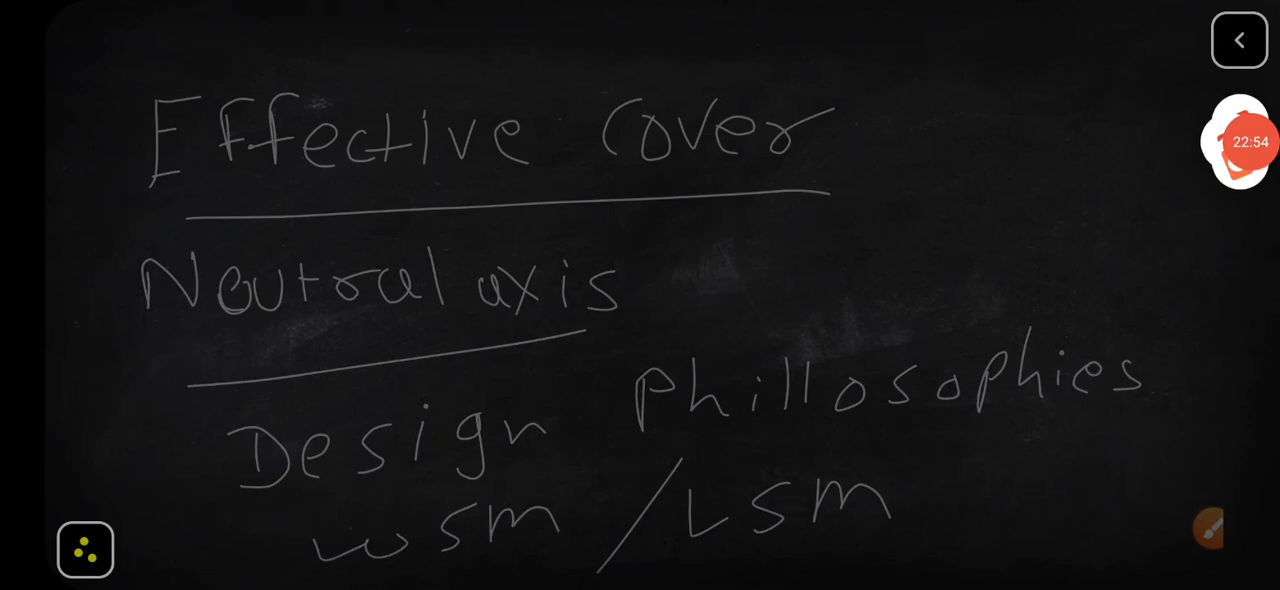 Effective cover
22:54
Neutral axis
Design Phillosophies
WSM / LSM